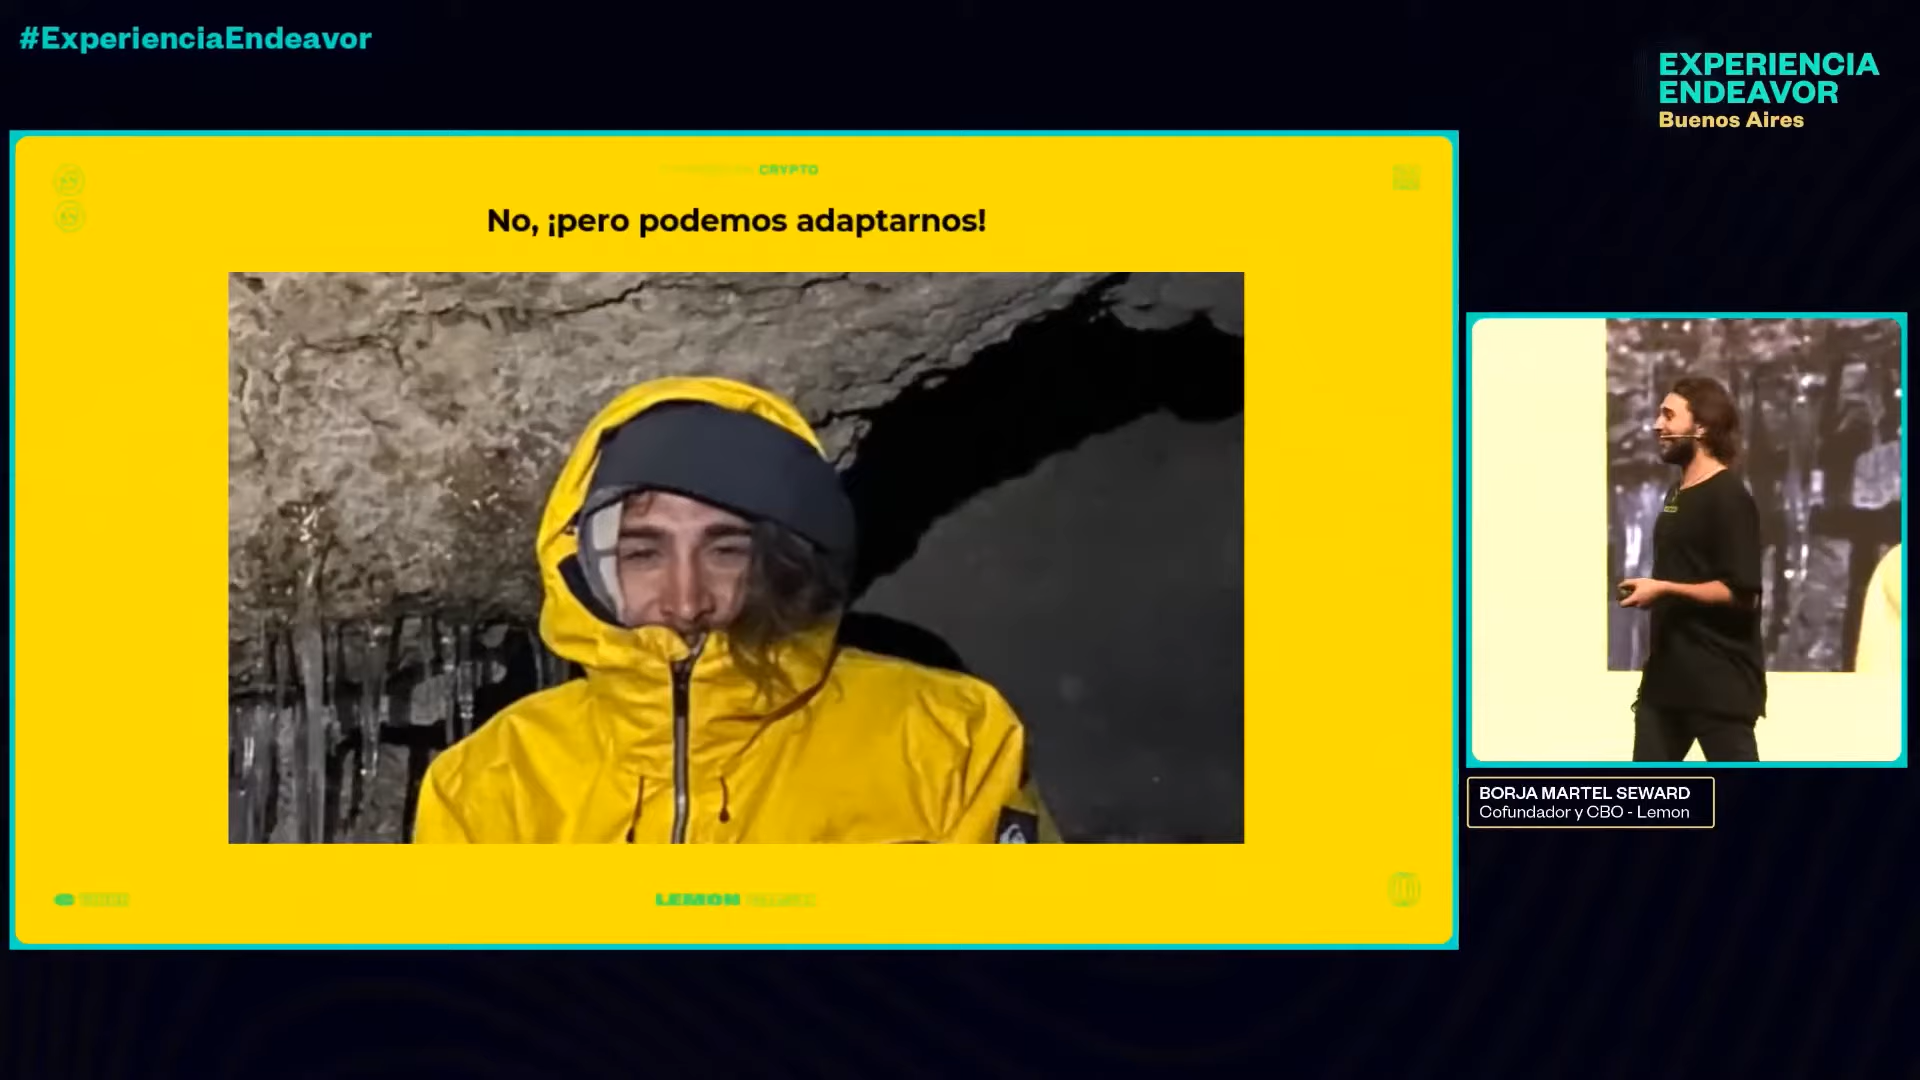 #ExperienciaEndeavor
EXPERIENCIA
ENDEAVOR
Buenos Aires
CRYPTO
No, ¡pero podemos adaptarnos!
LEMON
BORJA MARTEL SEWARD
Cofundador y CBO - Lemon